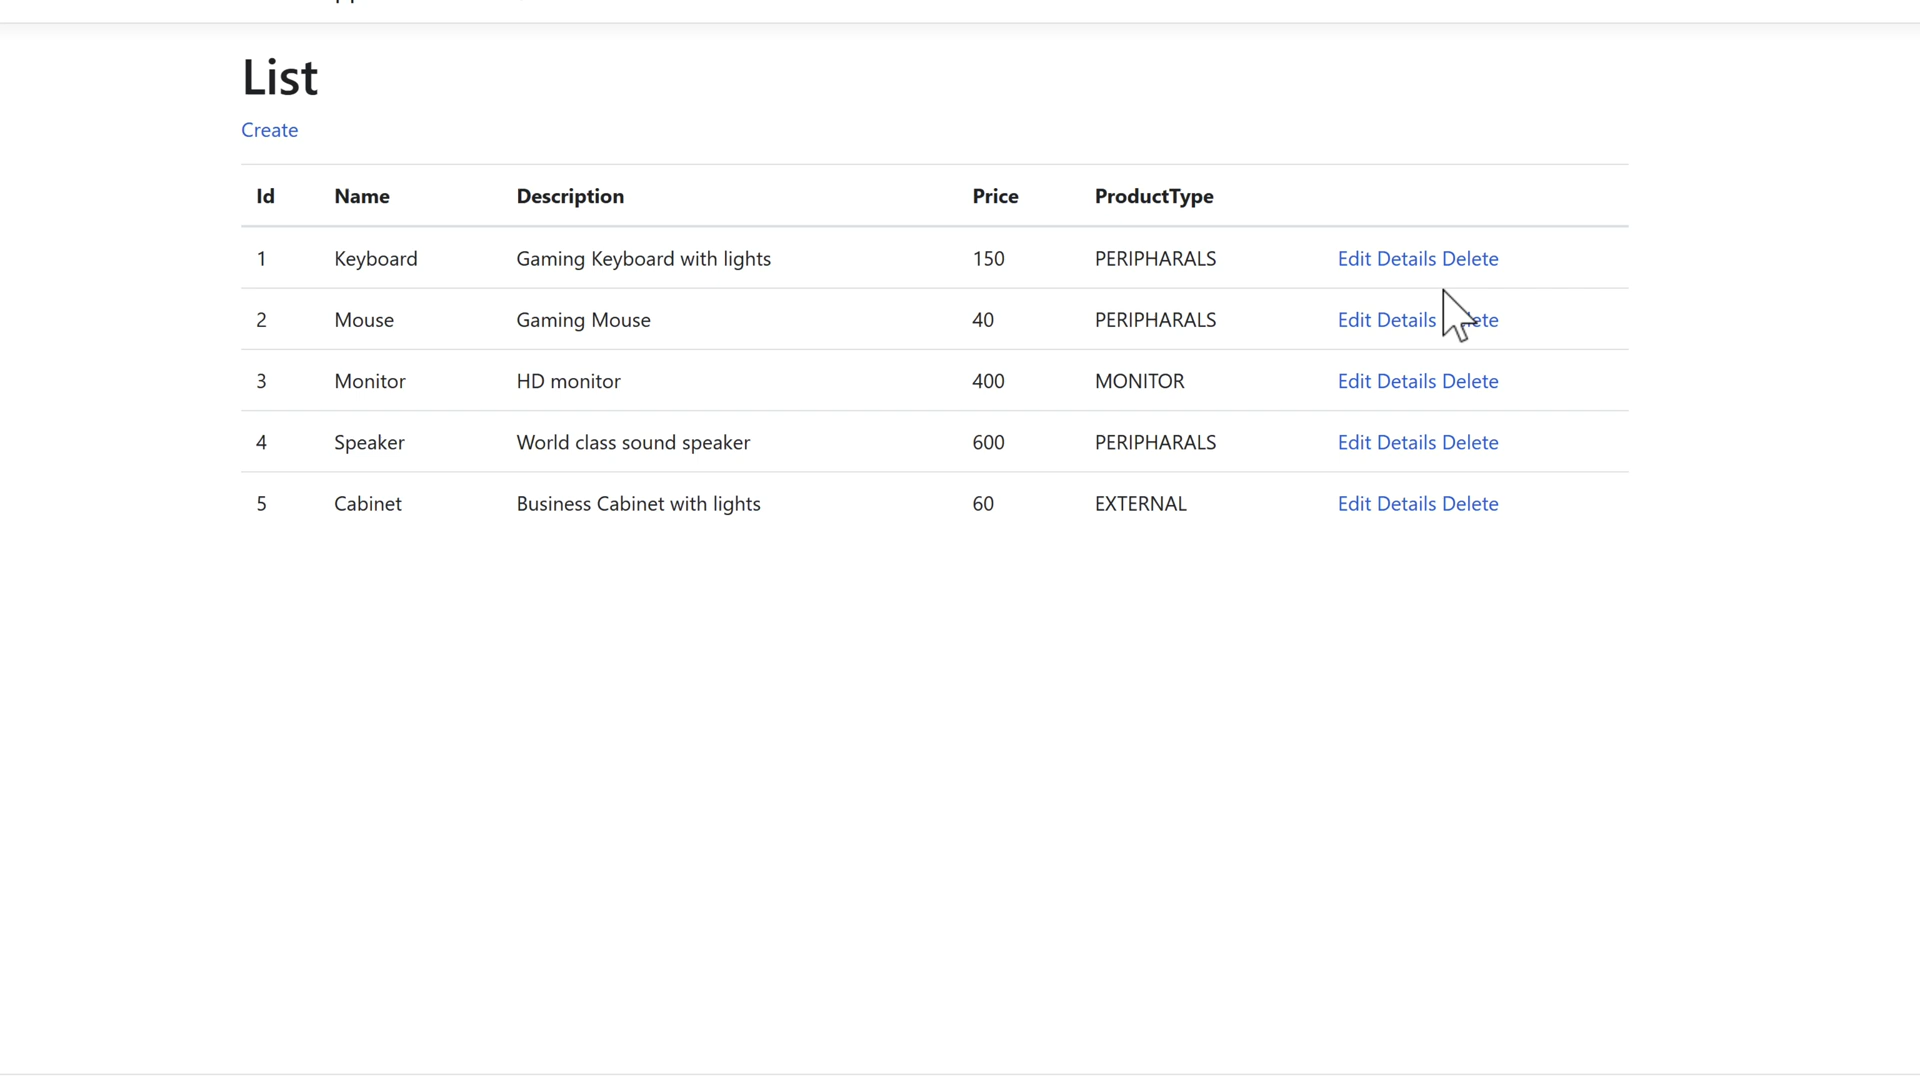 List
Create
Id Name Description Price ProductType
1 Keyboard Gaming Keyboard with lights 150 PERIPHARALS Edit Details Delete
2 Mouse Gaming Mouse 40 PERIPHARALS Edit Details
3 Monitor HD monitor 400 MONITOR Edit Details Delete
4 Speaker World class sound speaker 600 PERIPHARALS Edit Details Delete
5 Cabinet Business Cabinet with lights 60 EXTERNAL Edit Details Delete